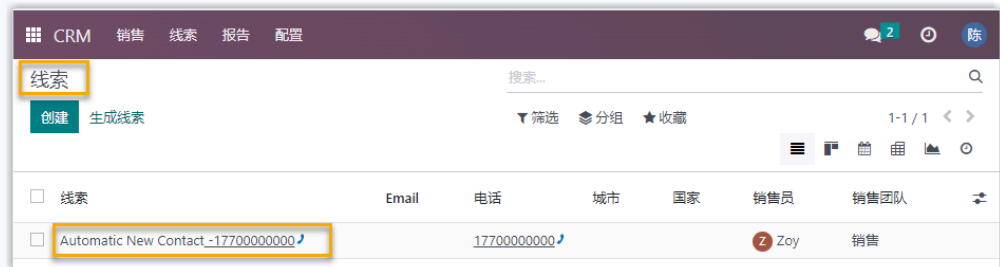 CRM 销售 线索 报告 配置 2 陈
线索 搜索...
创建 生成线索 筛选 分组 收藏 1-1 / 1
线索 Email 电话 城市 国家 销售员 销售团队
Automatic New Contact -17700000000 17700000000 Z Zoy 销售